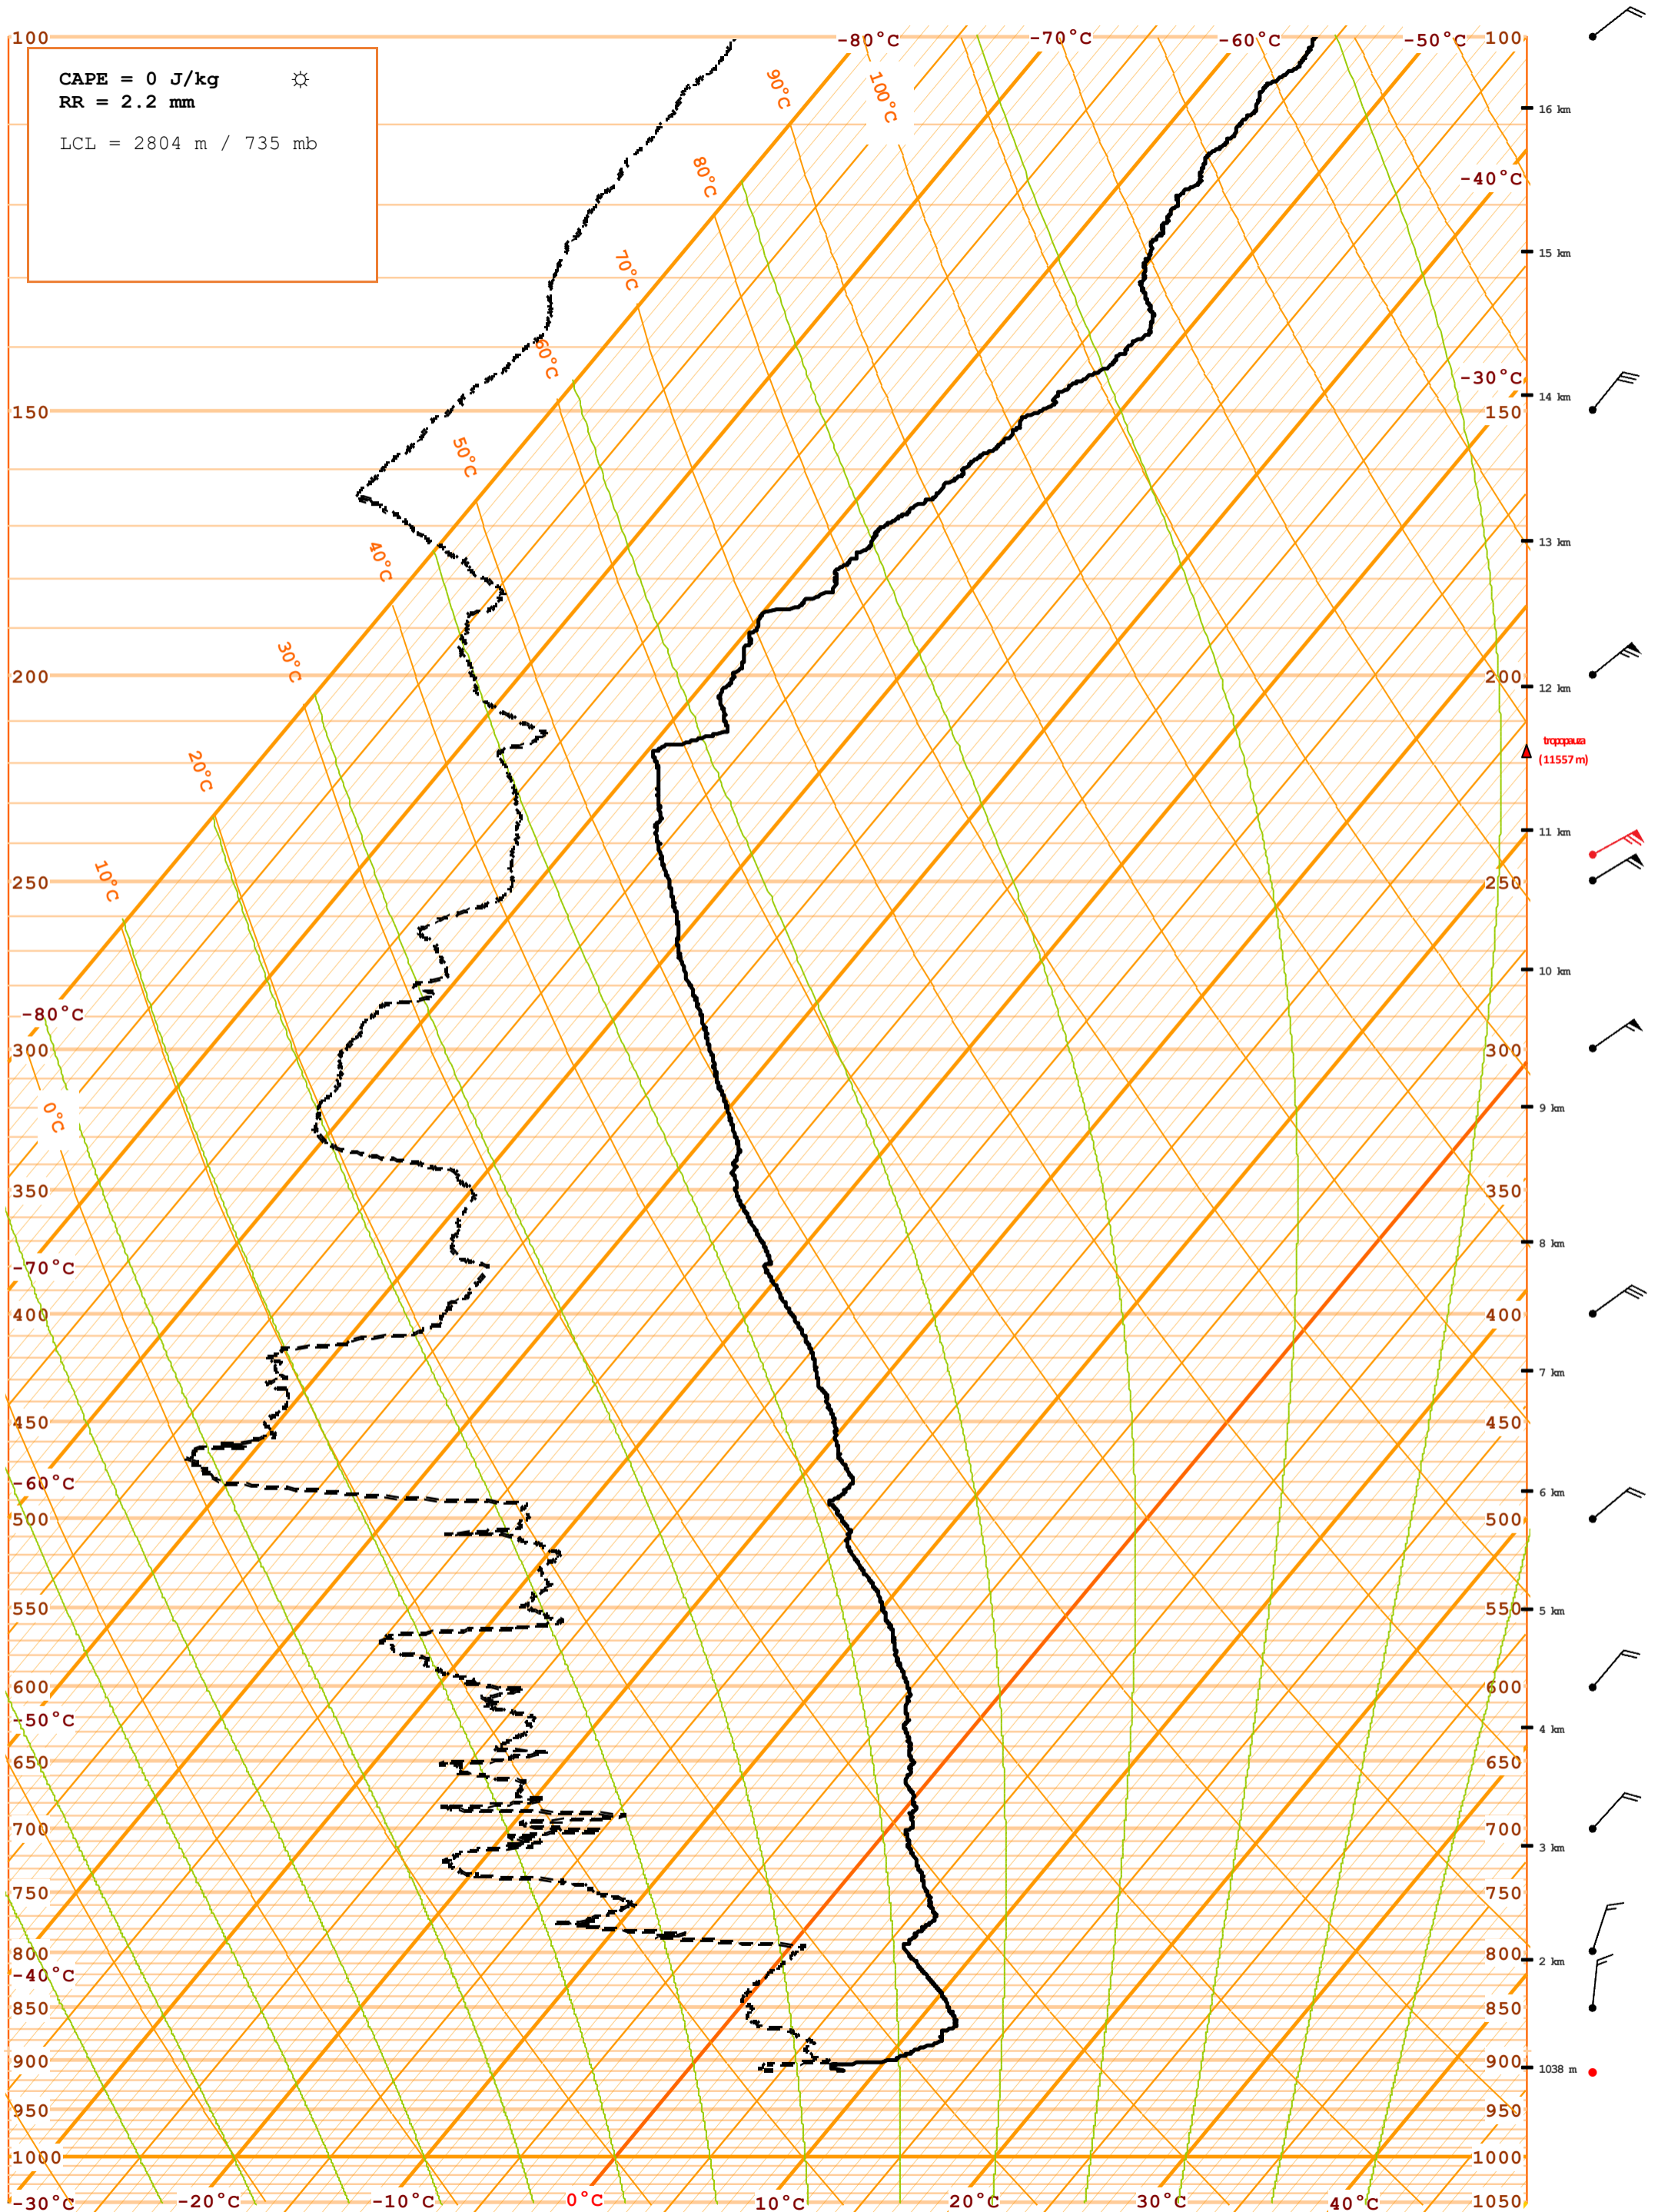 100 -80°C -70°C -60°C -50°C 100
CAPE = 0 J/kg ☼
RR = 2.2 mm
LCL = 2804 m / 735 mb
90°C 100°C
16 km
80°C
-40°C
15 km
70°C
60°C
-30°C
14 km
150 150
50°C
13 km
40°C
30°C
200 200
12 km
tropopauza
(11557 m)
20°C
11 km
10°C
250 250
10 km
-80°C
300 300
0°C
9 km
350 350
8 km
-70°C
400 400
7 km
450 450
-60°C
6 km
500 500
550 550
5 km
600 600
-50°C
4 km
650 650
700 700
3 km
750 750
800 800
2 km
-40°C
850 850
900 900
1038 m
950 950
1000 1000
-30°C -20°C -10°C 0°C 10°C 20°C 30°C 40°C 1050